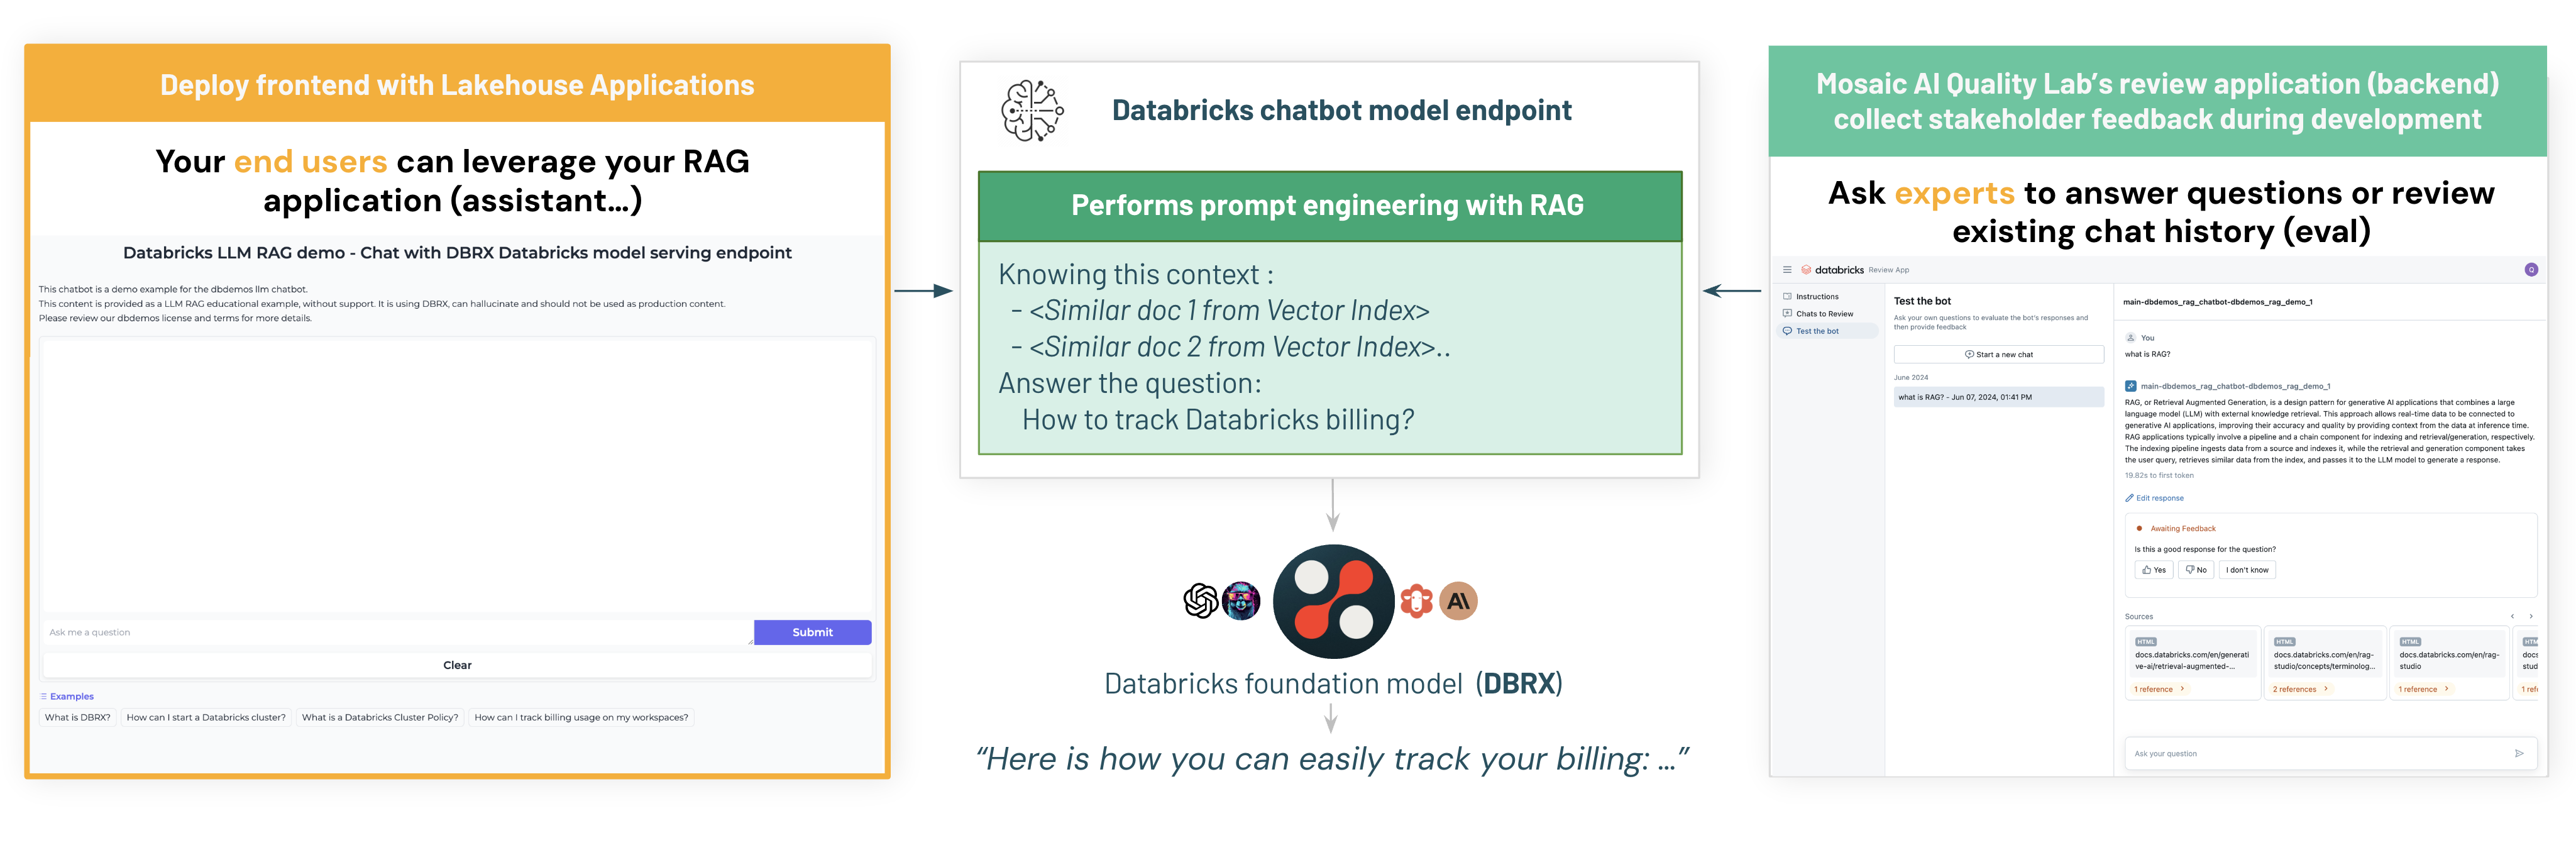 Deploy frontend with Lakehouse Applications
Your end users can leverage your RAG
application (assistant...)
Databricks LLM RAG demo - Chat with DBRX Databricks model serving endpoint
This chatbot is a demo example for the dbdemos llm chatbot.
This content is provided as a LLM RAG educational example, without support. It is using DBRX, can hallucinate and should not be used as production content.
Please review our dbdemos license and terms for more details.
Ask me a question
Submit
Clear
Examples
What is DBRX?
How can I start a Databricks cluster?
What is a Databricks Cluster Policy?
How can I track billing usage on my workspaces?
Databricks chatbot model endpoint
Performs prompt engineering with RAG
Knowing this context :
- <Similar doc 1 from Vector Index>
- <Similar doc 2 from Vector Index>..
Answer the question:
How to track Databricks billing?
Databricks foundation model (DBRX)
“Here is how you can easily track your billing: ...”
Mosaic AI Quality Lab’s review application (backend)
collect stakeholder feedback during development
Ask experts to answer questions or review
existing chat history (eval)
databricks Review App
Q
Instructions
Chats to Review
Test the bot
Test the bot
Ask your own questions to evaluate the bot's responses and
then provide feedback
Start a new chat
June 2024
what is RAG? - Jun 07, 2024, 01:41 PM
main-dbdemos_rag_chatbot-dbdemos_rag_demo_1
You
what is RAG?
main-dbdemos_rag_chatbot-dbdemos_rag_demo_1
RAG, or Retrieval Augmented Generation, is a design pattern for generative AI applications that combines a large
language model (LLM) with external knowledge retrieval. This approach allows real-time data to be connected to
generative AI applications, improving their accuracy and quality by providing context from the data at inference time.
RAG applications typically involve a pipeline and a chain component for indexing and retrieval/generation, respectively.
The indexing pipeline ingests data from a source and indexes it, while the retrieval and generation component takes
the user query, retrieves similar data from the index, and passes it to the LLM model to generate a response.
19.82s to first token
Edit response
Awaiting Feedback
Is this a good response for the question?
Yes
No
I don't know
Sources
HTML
docs.databricks.com/en/generati
ve-ai/retrieval-augmented-...
1 reference
HTML
docs.databricks.com/en/rag-
studio/concepts/terminolog...
2 references
HTML
docs.databricks.com/en/rag-
studio
1 reference
HTM
docs
stud
1 refe
Ask your question